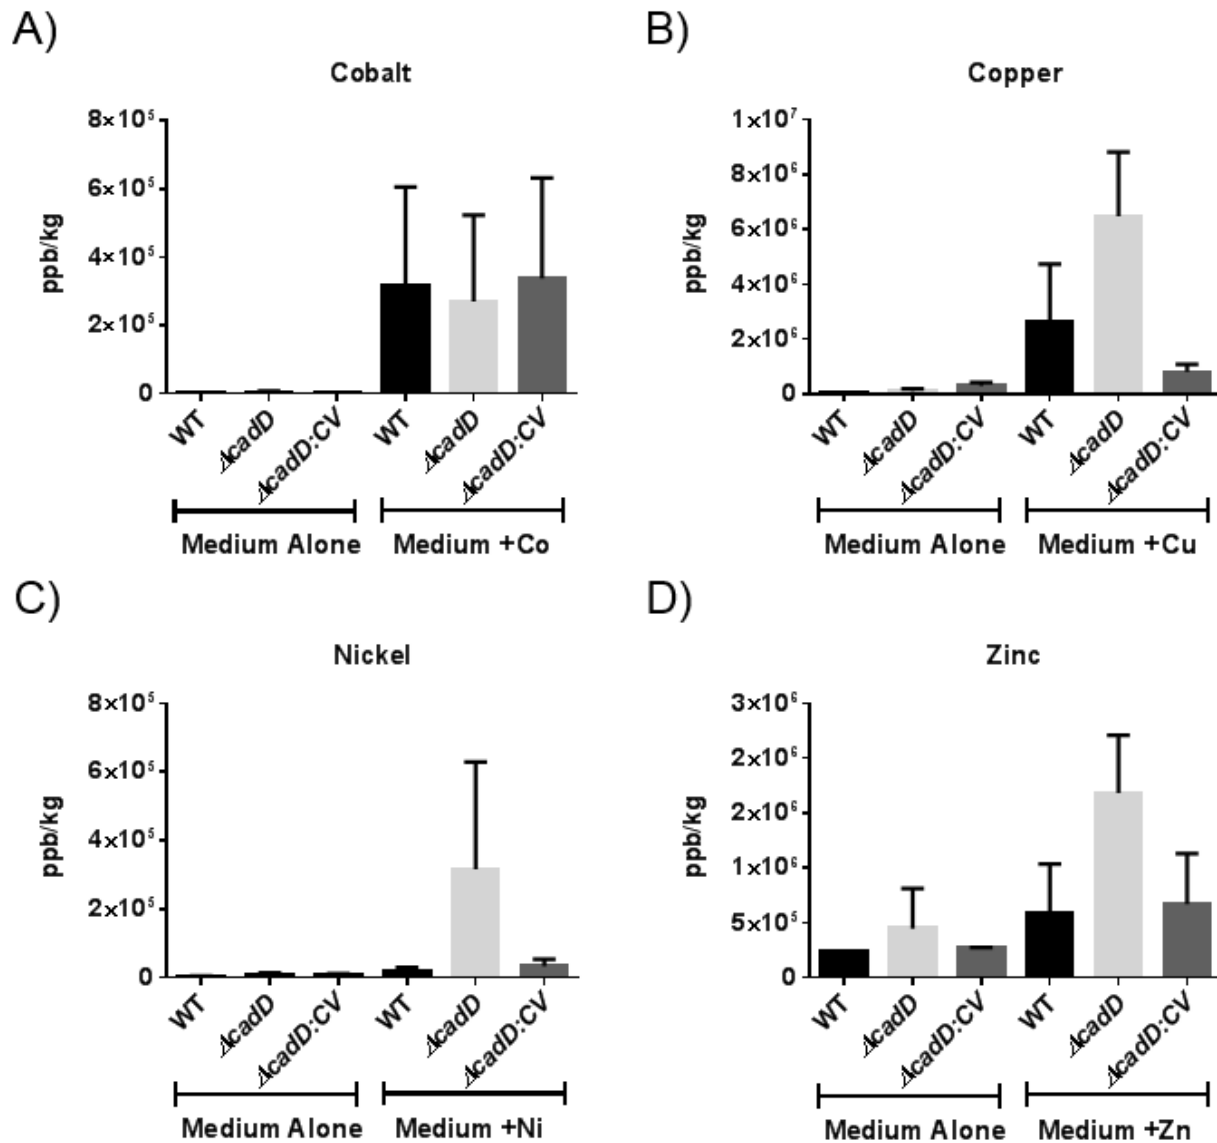 A)
Cobalt
ppb/kg
8×10⁵
6×10⁵
4×10⁵
2×10⁵
0
WT
ΔcadD
ΔcadD:CV
WT
ΔcadD
ΔcadD:CV
Medium Alone
Medium +Co
B)
Copper
ppb/kg
1×10⁷
8×10⁶
6×10⁶
4×10⁶
2×10⁶
0
WT
ΔcadD
ΔcadD:CV
WT
ΔcadD
ΔcadD:CV
Medium Alone
Medium +Cu
C)
Nickel
ppb/kg
8×10⁵
6×10⁵
4×10⁵
2×10⁵
0
WT
ΔcadD
ΔcadD:CV
WT
ΔcadD
ΔcadD:CV
Medium Alone
Medium +Ni
D)
Zinc
ppb/kg
3×10⁶
2×10⁶
2×10⁶
1×10⁶
5×10⁵
0
WT
ΔcadD
ΔcadD:CV
WT
ΔcadD
ΔcadD:CV
Medium Alone
Medium +Zn